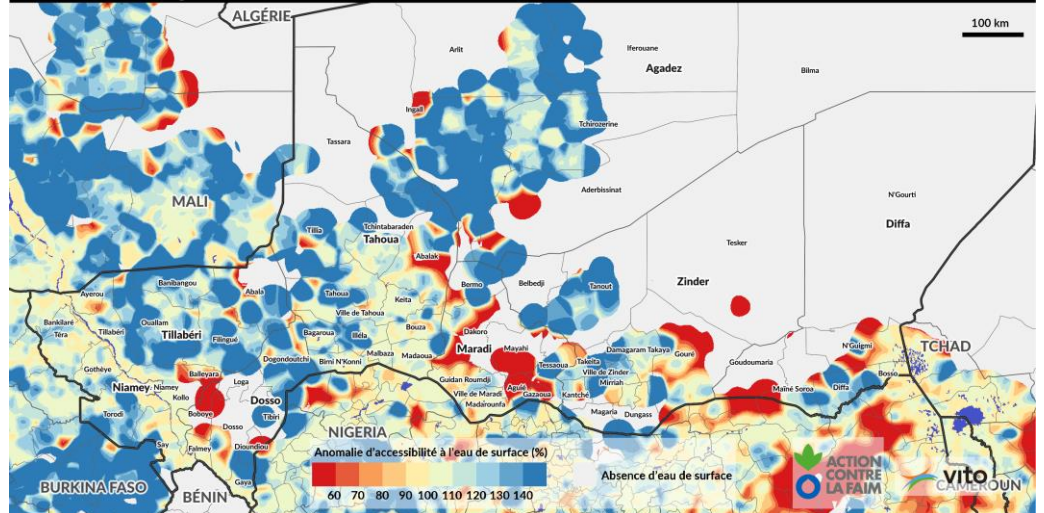 ALGÉRIE
100 km
Arlit
Iferouane
Agadez
Bilma
Ingall
Tchirozerine
Tassara
Aderbissinat
MALI
N'Gourti
Diffa
Tillia
Tchintabaraden
Tahoua
Tesker
Abalak
Zinder
Banibangou
Abala
Tahoua
Bermo
Belbedji
Tanout
Ayerou
Keita
Ville de Tahoua
Bankilaré
Téra
Tillabéri
Ouallam
Tillabéri
Filingué
Bagaroua
Illéla
Bouza
Dakoro
Maradi
Mayahi
Damagaram Takaya
N'Guigmi
TCHAD
Gothèye
Dogondoutchi
Birni N'Konni
Malbaza
Madaoua
Tessaoua
Takeita
Ville de Zinder
Mirriah
Gouré
Goudoumaria
Bosso
Balleyara
Niamey
Niamey
Loga
Guidan Roumdji
Aguié
Gazaoua
Kantché
Maïné Soroa
Diffa
Kollo
Boboye
Dosso
Tibiri
Ville de Maradi
Madarounfa
Magaria
Dungass
Torodi
Dosso
NIGERIA
Say
Falmey
Dioundiou
Gaya
BURKINA FASO
BÉNIN
Anomalie d'accessibilité à l'eau de surface (%)
60 70 80 90 100 110 120 130 140
Absence d'eau de surface
ACTION
CONTRE
LA FAIM
vito
CAMEROUN